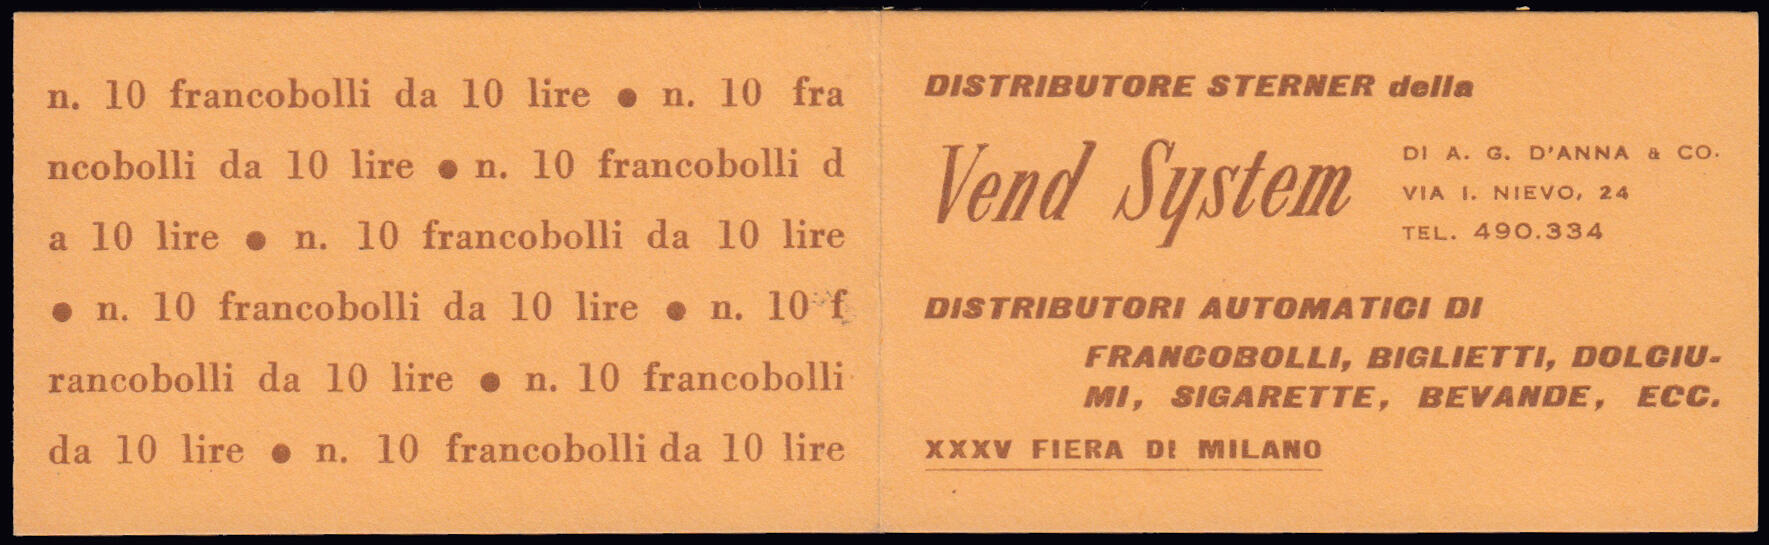 n. 10 francobolli da 10 lire ● n. 10 fra
ncobolli da 10 lire ● n. 10 francobolli d
a 10 lire ● n. 10 francobolli da 10 lire
● n. 10 francobolli da 10 lire ● n. 10 f
rancobolli da 10 lire ● n. 10 francobolli
da 10 lire ● n. 10 francobolli da 10 lire
DISTRIBUTORE STERNER della
Vend System
DI A. G. D'ANNA & CO.
VIA I. NIEVO, 24
TEL. 490.334
DISTRIBUTORI AUTOMATICI DI
FRANCOBOLLI, BIGLIETTI, DOLCIU-
MI, SIGARETTE, BEVANDE, ECC.
XXXV FIERA DI MILANO